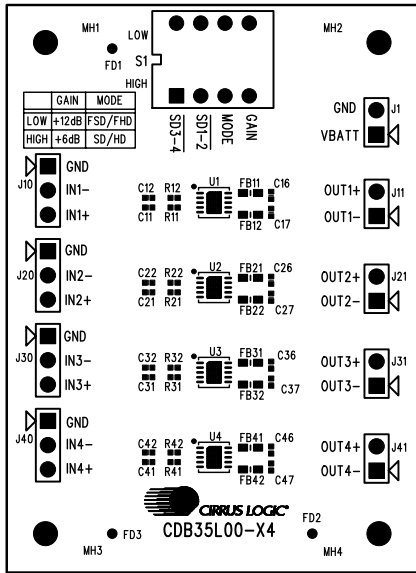 MH1
FD1
LOW
S1
HIGH
MH2
SD3-4
SD1-2
MODE
GAIN
GAIN MODE
LOW +12dB FSD/FHD
HIGH +6dB SD/HD
GND
J1
VBATT
J10
GND
IN1-
IN1+
C12 R12
C11 R11
U1
FB11
FB12
C16
C17
OUT1+
OUT1-
J11
J20
GND
IN2-
IN2+
C22 R22
C21 R21
U2
FB21
FB22
C26
C27
OUT2+
OUT2-
J21
J30
GND
IN3-
IN3+
C32 R32
C31 R31
U3
FB31
FB32
C36
C37
OUT3+
OUT3-
J31
J40
GND
IN4-
IN4+
C42 R42
C41 R41
U4
FB41
FB42
C46
C47
OUT4+
OUT4-
J41
CIRRUS LOGIC®
CDB35L00-X4
MH3
FD3
FD2
MH4